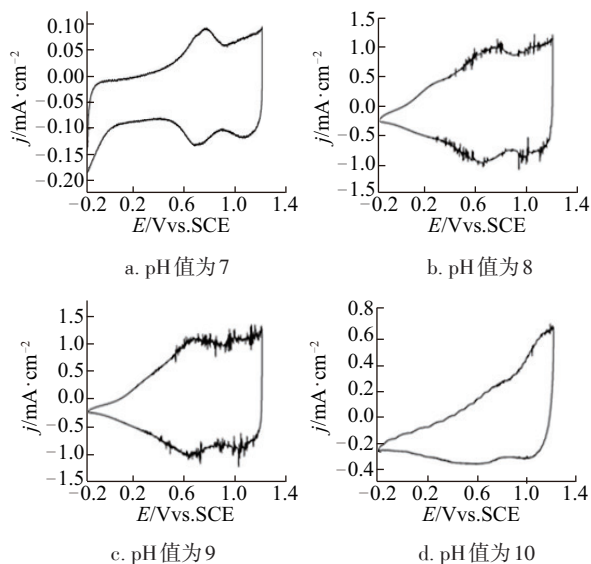 0.10
0.05
0.00
−0.05
−0.10
−0.15
−0.20
j/mA·cm⁻²
−0.2 0.2 0.6 1.0 1.4
E/Vvs.SCE
a. pH值为7
1.5
1.0
0.5
0.0
−0.5
−1.0
−1.5
j/mA·cm⁻²
−0.2 0.2 0.6 1.0 1.4
E/Vvs.SCE
b. pH值为8
1.5
1.0
0.5
0.0
−0.5
−1.0
−1.5
j/mA·cm⁻²
−0.2 0.2 0.6 1.0 1.4
E/Vvs.SCE
c. pH值为9
0.8
0.6
0.4
0.2
0.0
−0.2
−0.4
j/mA·cm⁻²
−0.2 0.2 0.6 1.0 1.4
E/Vvs.SCE
d. pH值为10